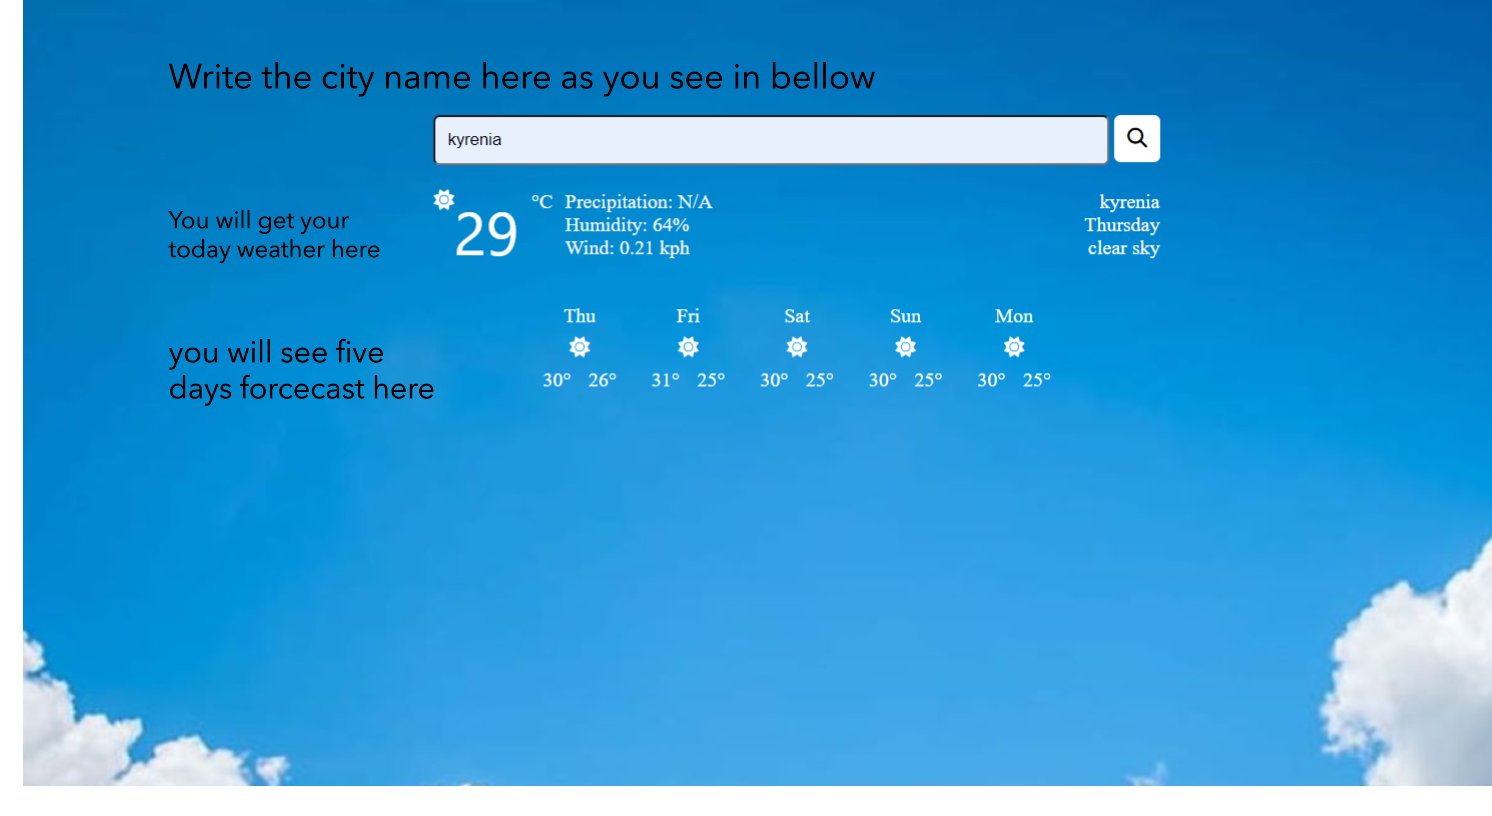 Write the city name here as you see in bellow
kyrenia
You will get your
today weather here
29
°C
Precipitation: N/A
Humidity: 64%
Wind: 0.21 kph
kyrenia
Thursday
clear sky
you will see five
days forcecast here
Thu Fri Sat Sun Mon
30° 26° 31° 25° 30° 25° 30° 25° 30° 25°